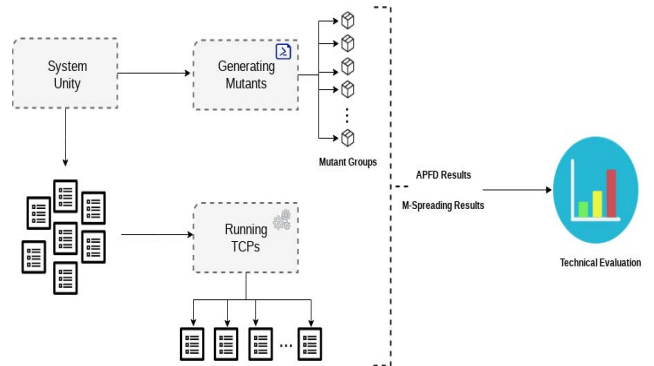 System
Unity
Generating
Mutants
Mutant Groups
Running
TCPs
APFD Results
M-Spreading Results
Technical Evaluation